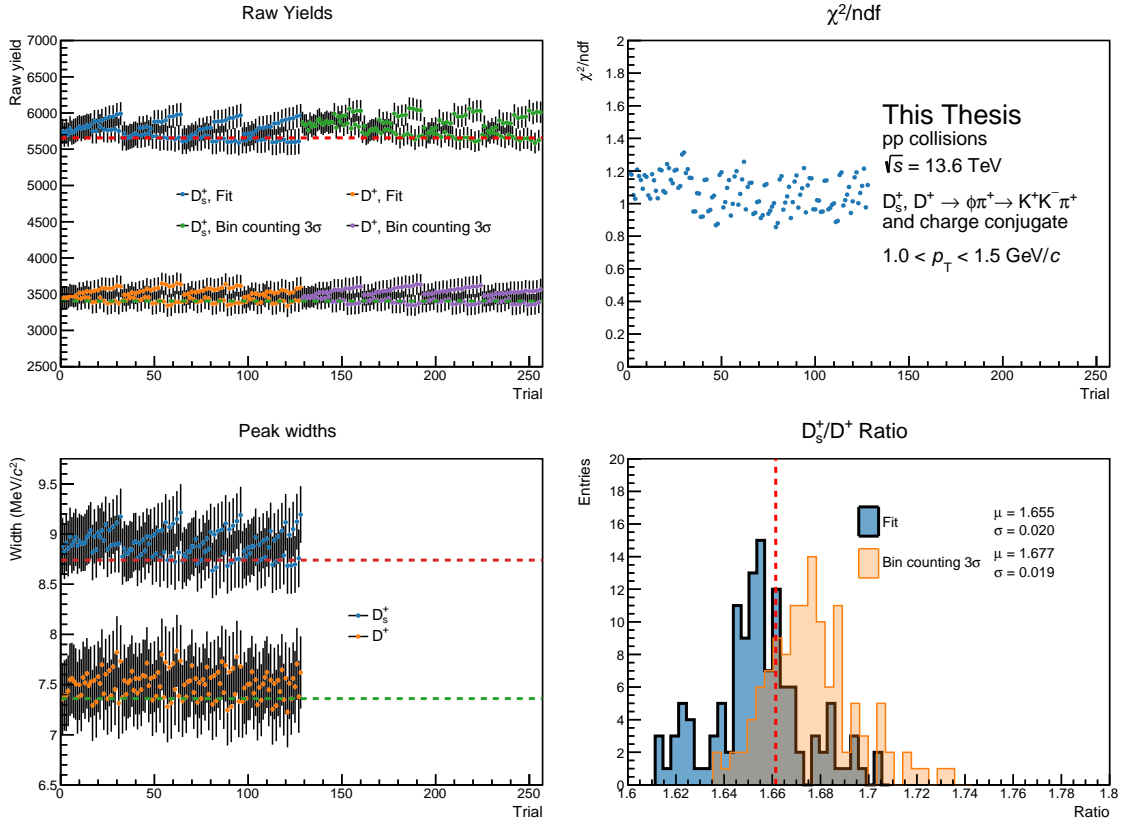 Raw Yields
Raw yield
7000
6500
6000
5500
5000
4500
4000
3500
3000
2500
D_s^+, Fit
D^+, Fit
D_s^+, Bin counting 3σ
D^+, Bin counting 3σ
0 50 100 150 200 250
Trial
χ²/ndf
χ²/ndf
2
1.8
1.6
1.4
1.2
1
0.8
0.6
0.4
0.2
0
This Thesis
pp collisions
√s = 13.6 TeV
D_s^+, D^+ → ϕπ^+ → K^+K^-π^+
and charge conjugate
1.0 < p_T < 1.5 GeV/c
0 50 100 150 200 250
Trial
Peak widths
Width (MeV/c²)
9.5
9
8.5
8
7.5
7
6.5
D_s^+
D^+
0 50 100 150 200 250
Trial
D_s^+/D^+ Ratio
Entries
20
18
16
14
12
10
8
6
4
2
0
Fit
μ = 1.655
σ = 0.020
Bin counting 3σ
μ = 1.677
σ = 0.019
1.6 1.62 1.64 1.66 1.68 1.7 1.72 1.74 1.76 1.78 1.8
Ratio